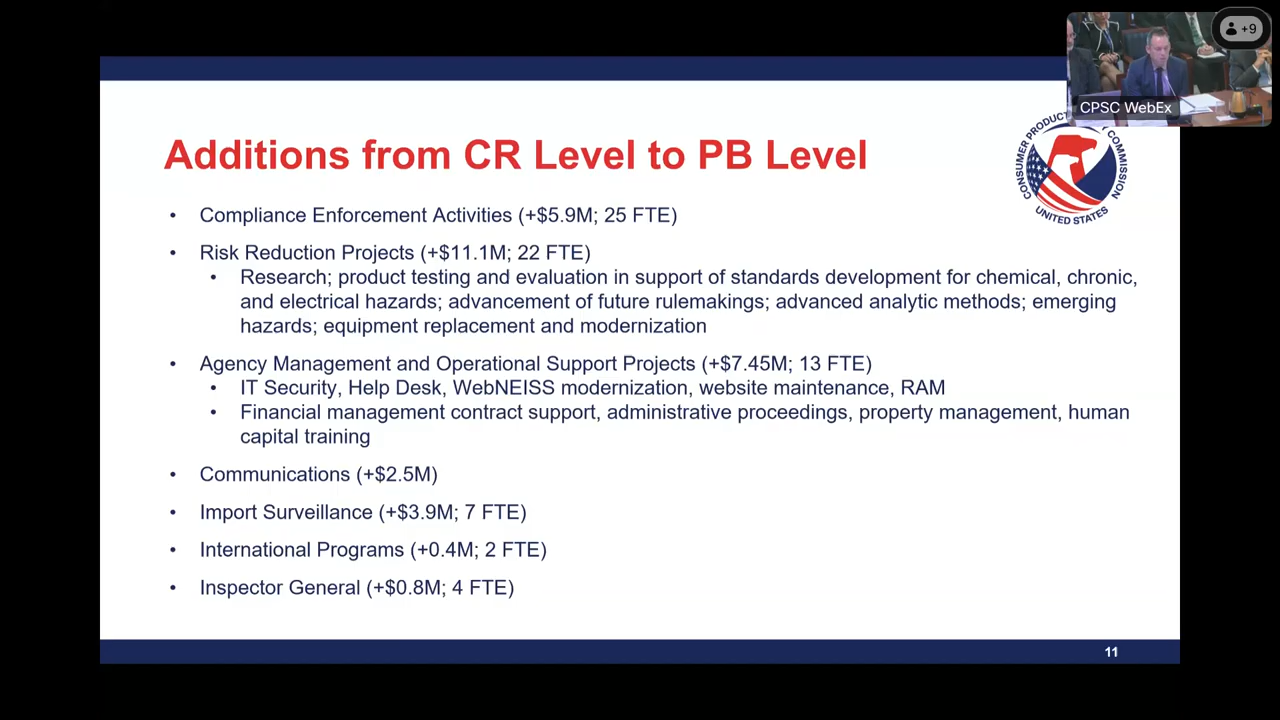 +9
CPSC WebEx
Additions from CR Level to PB Level
CONSUMER PRODUCT COMMISSION
UNITED STATES
• Compliance Enforcement Activities (+$5.9M; 25 FTE)
• Risk Reduction Projects (+$11.1M; 22 FTE)
• Research; product testing and evaluation in support of standards development for chemical, chronic,
and electrical hazards; advancement of future rulemakings; advanced analytic methods; emerging
hazards; equipment replacement and modernization
• Agency Management and Operational Support Projects (+$7.45M; 13 FTE)
• IT Security, Help Desk, WebNEISS modernization, website maintenance, RAM
• Financial management contract support, administrative proceedings, property management, human
capital training
• Communications (+$2.5M)
• Import Surveillance (+$3.9M; 7 FTE)
• International Programs (+0.4M; 2 FTE)
• Inspector General (+$0.8M; 4 FTE)
11